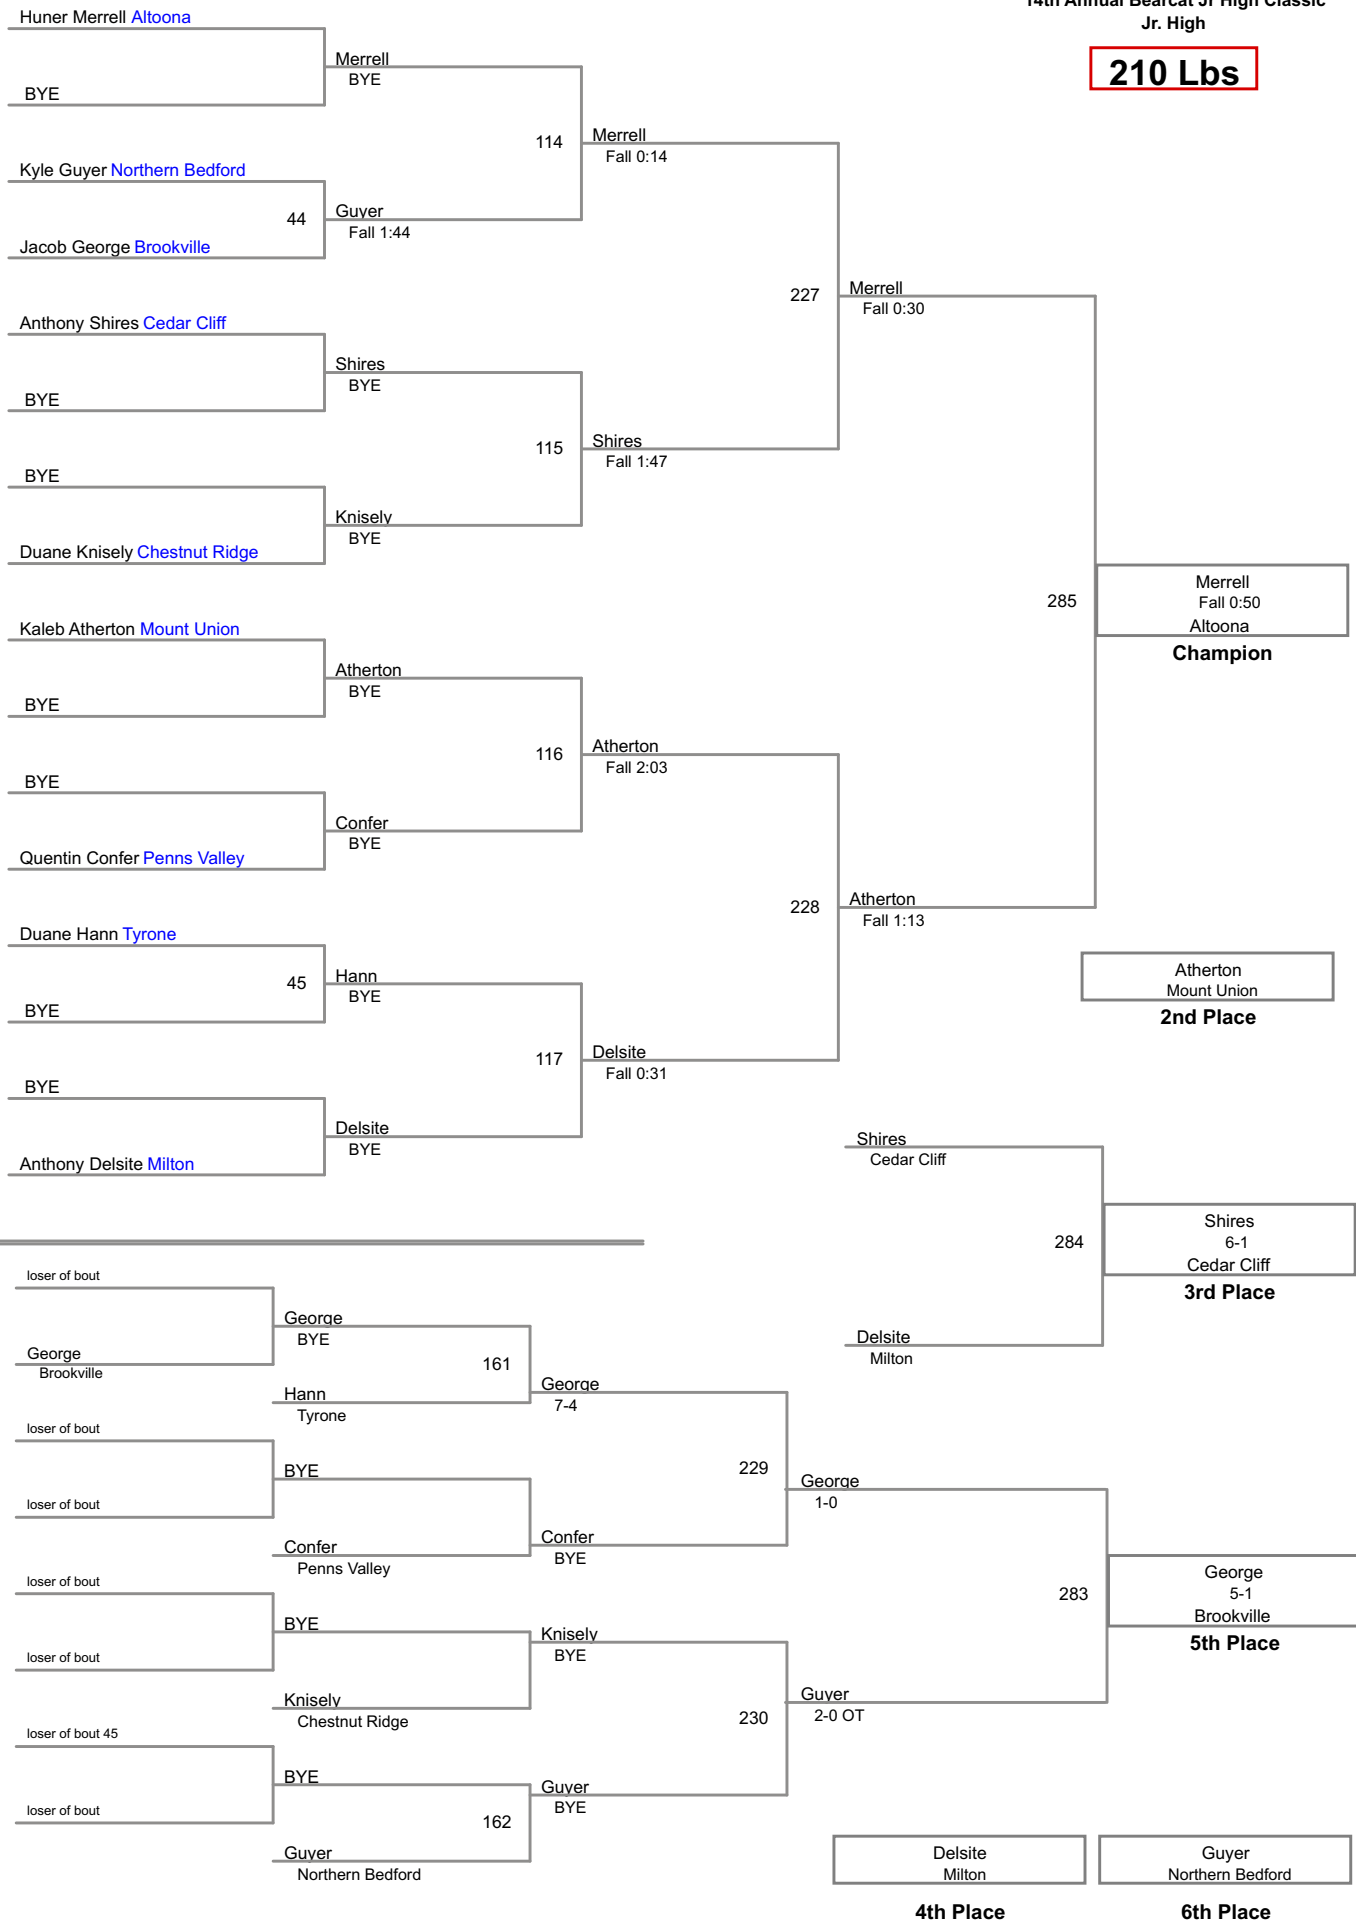 14th Annual Bearcat Jr High Classic
Jr. High
210 Lbs
Huner Merrell Altoona
Merrell
BYE
BYE
114
Merrell
Fall 0:14
Kyle Guyer Northern Bedford
44
Guyer
Fall 1:44
Jacob George Brookville
227
Merrell
Fall 0:30
Anthony Shires Cedar Cliff
Shires
BYE
BYE
115
Shires
Fall 1:47
BYE
Knisely
BYE
Duane Knisely Chestnut Ridge
285
Merrell
Fall 0:50
Altoona
Champion
Kaleb Atherton Mount Union
Atherton
BYE
BYE
116
Atherton
Fall 2:03
BYE
Confer
BYE
Quentin Confer Penns Valley
228
Atherton
Fall 1:13
Duane Hann Tyrone
45
Hann
BYE
BYE
Atherton
Mount Union
2nd Place
117
Delsite
Fall 0:31
BYE
Delsite
BYE
Anthony Delsite Milton
Shires
Cedar Cliff
284
Shires
6-1
Cedar Cliff
3rd Place
Delsite
Milton
loser of bout
George
BYE
George
Brookville
161
George
7-4
Hann
Tyrone
loser of bout
BYE
229
George
1-0
loser of bout
Confer
BYE
Confer
Penns Valley
loser of bout
283
George
5-1
Brookville
5th Place
BYE
Knisely
BYE
loser of bout
Knisely
Chestnut Ridge
230
Guyer
2-0 OT
loser of bout 45
BYE
Guyer
BYE
loser of bout
162
Guyer
Northern Bedford
Delsite
Milton
4th Place
Guyer
Northern Bedford
6th Place